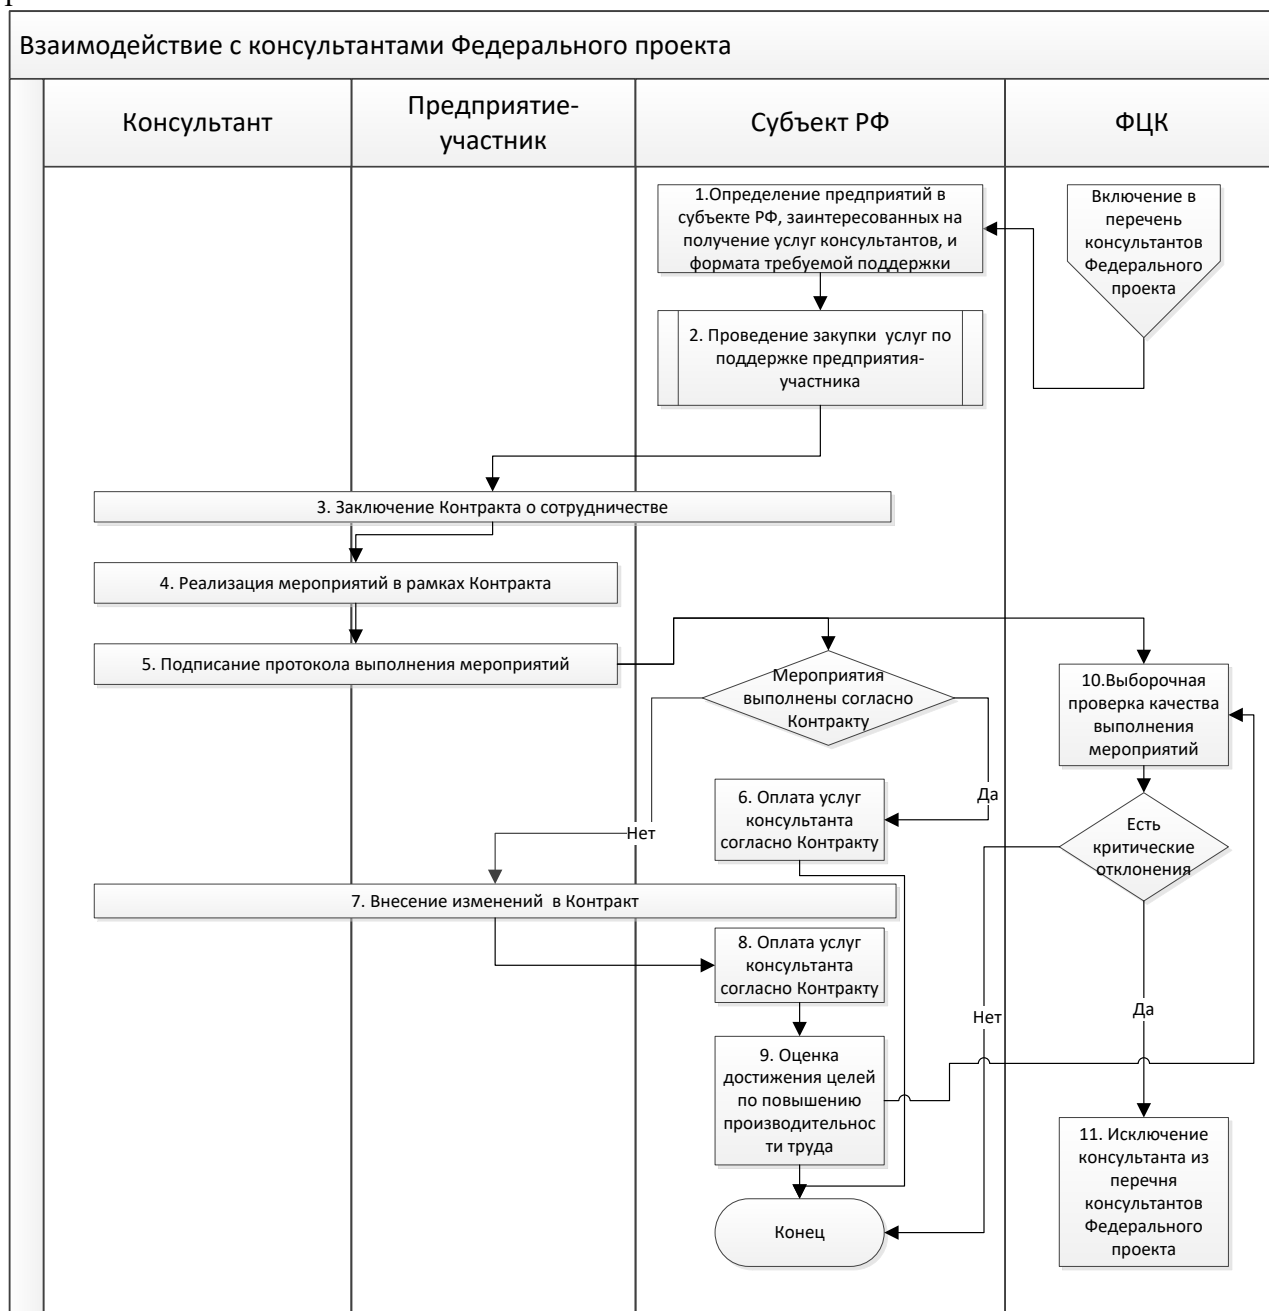 Взаимодействие с консультантами Федерального проекта
Консультант
Предприятие-
участник
Субъект РФ
ФЦК
1.Определение предприятий в
субъекте РФ, заинтересованных на
получение услуг консультантов, и
формата требуемой поддержки
Включение в
перечень
консультантов
Федерального
проекта
2. Проведение закупки услуг по
поддержке предприятия-
участника
3. Заключение Контракта о сотрудничестве
4. Реализация мероприятий в рамках Контракта
5. Подписание протокола выполнения мероприятий
Мероприятия
выполнены согласно
Контракту
10.Выборочная
проверка качества
выполнения
мероприятий
Да
6. Оплата услуг
консультанта
согласно Контракту
Нет
Есть
критические
отклонения
7. Внесение изменений в Контракт
8. Оплата услуг
консультанта
согласно Контракту
Нет
Да
9. Оценка
достижения целей
по повышению
производительнос
ти труда
11. Исключение
консультанта из
перечня
консультантов
Федерального
проекта
Конец